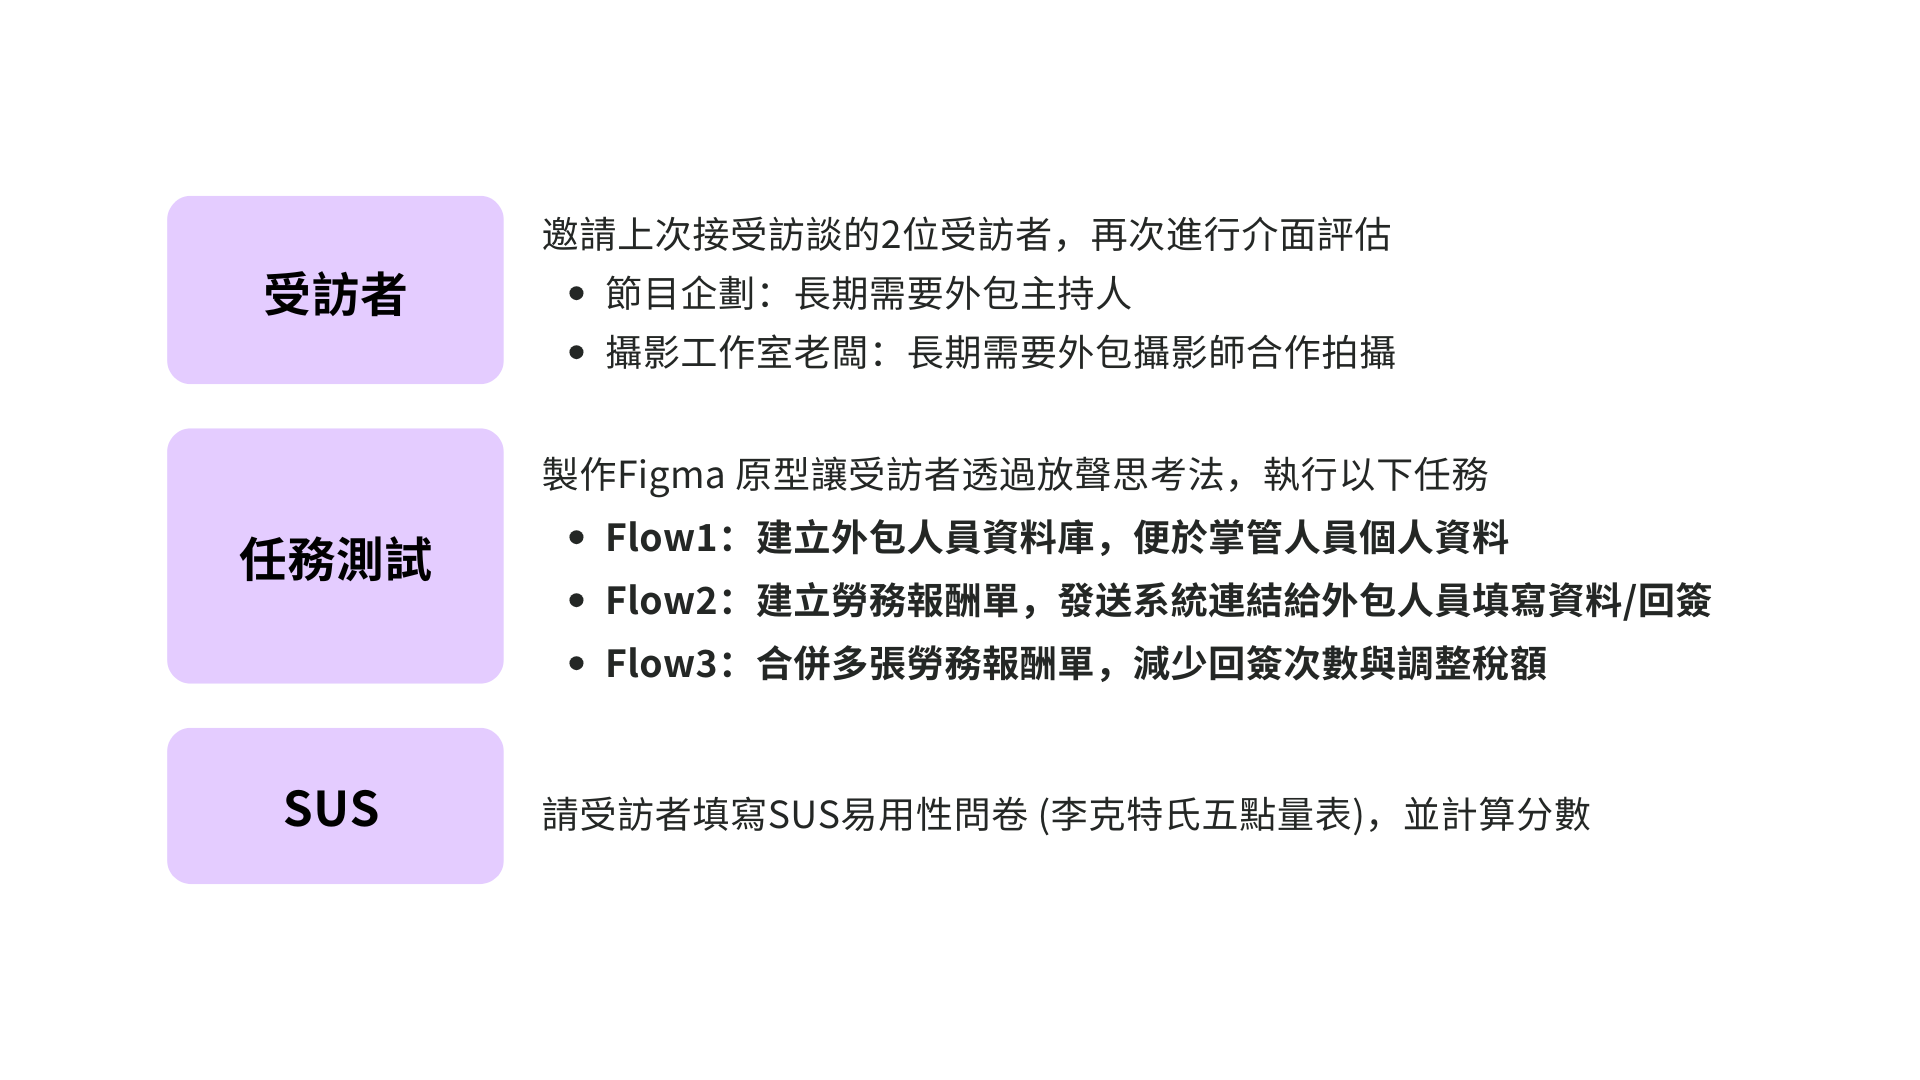 受訪者
邀請上次接受訪談的2位受訪者，再次進行介面評估
• 節目企劃：長期需要外包主持人
• 攝影工作室老闆：長期需要外包攝影師合作拍攝
任務測試
製作Figma 原型讓受訪者透過放聲思考法，執行以下任務
• Flow1：建立外包人員資料庫，便於掌管人員個人資料
• Flow2：建立勞務報酬單，發送系統連結給外包人員填寫資料/回簽
• Flow3：合併多張勞務報酬單，減少回簽次數與調整稅額
SUS
請受訪者填寫SUS易用性問卷 (李克特氏五點量表)，並計算分數